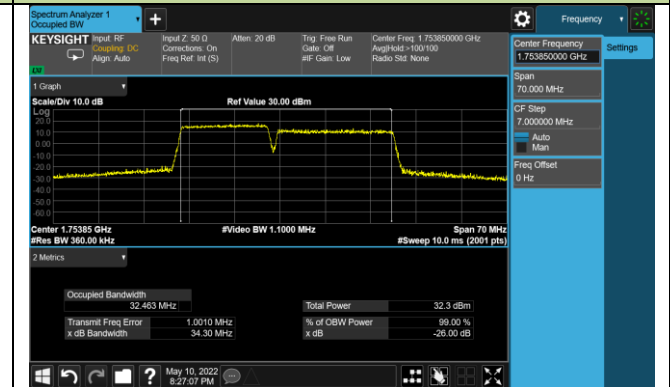 Spectrum Analyzer 1
Occupied BW
Frequency
KEYSIGHT Input: RF
Coupling: DC
Align: Auto
Input Z: 50 Ω
Corrections: On
Freq Ref: Int (S)
Atten: 20 dB
Trig: Free Run
Gate: Off
#IF Gain: Low
Center Freq: 1.753850000 GHz
Avg|Hold:>100/100
Radio Std: None
LXI
Center Frequency
1.753850000 GHz
Settings
Span
70.000 MHz
CF Step
7.000000 MHz
Auto
Man
Freq Offset
0 Hz
1 Graph
Scale/Div 10.0 dB
Ref Value 30.00 dBm
Log
20.0
10.0
0.00
-10.0
-20.0
-30.0
-40.0
-50.0
-60.0
Center 1.75385 GHz
#Video BW 1.1000 MHz
Span 70 MHz
#Res BW 360.00 kHz
#Sweep 10.0 ms (2001 pts)
2 Metrics
Occupied Bandwidth
32.463 MHz
Total Power 32.3 dBm
Transmit Freq Error 1.0010 MHz
% of OBW Power 99.00 %
x dB Bandwidth 34.30 MHz
x dB -26.00 dB
May 10, 2022
8:27:07 PM